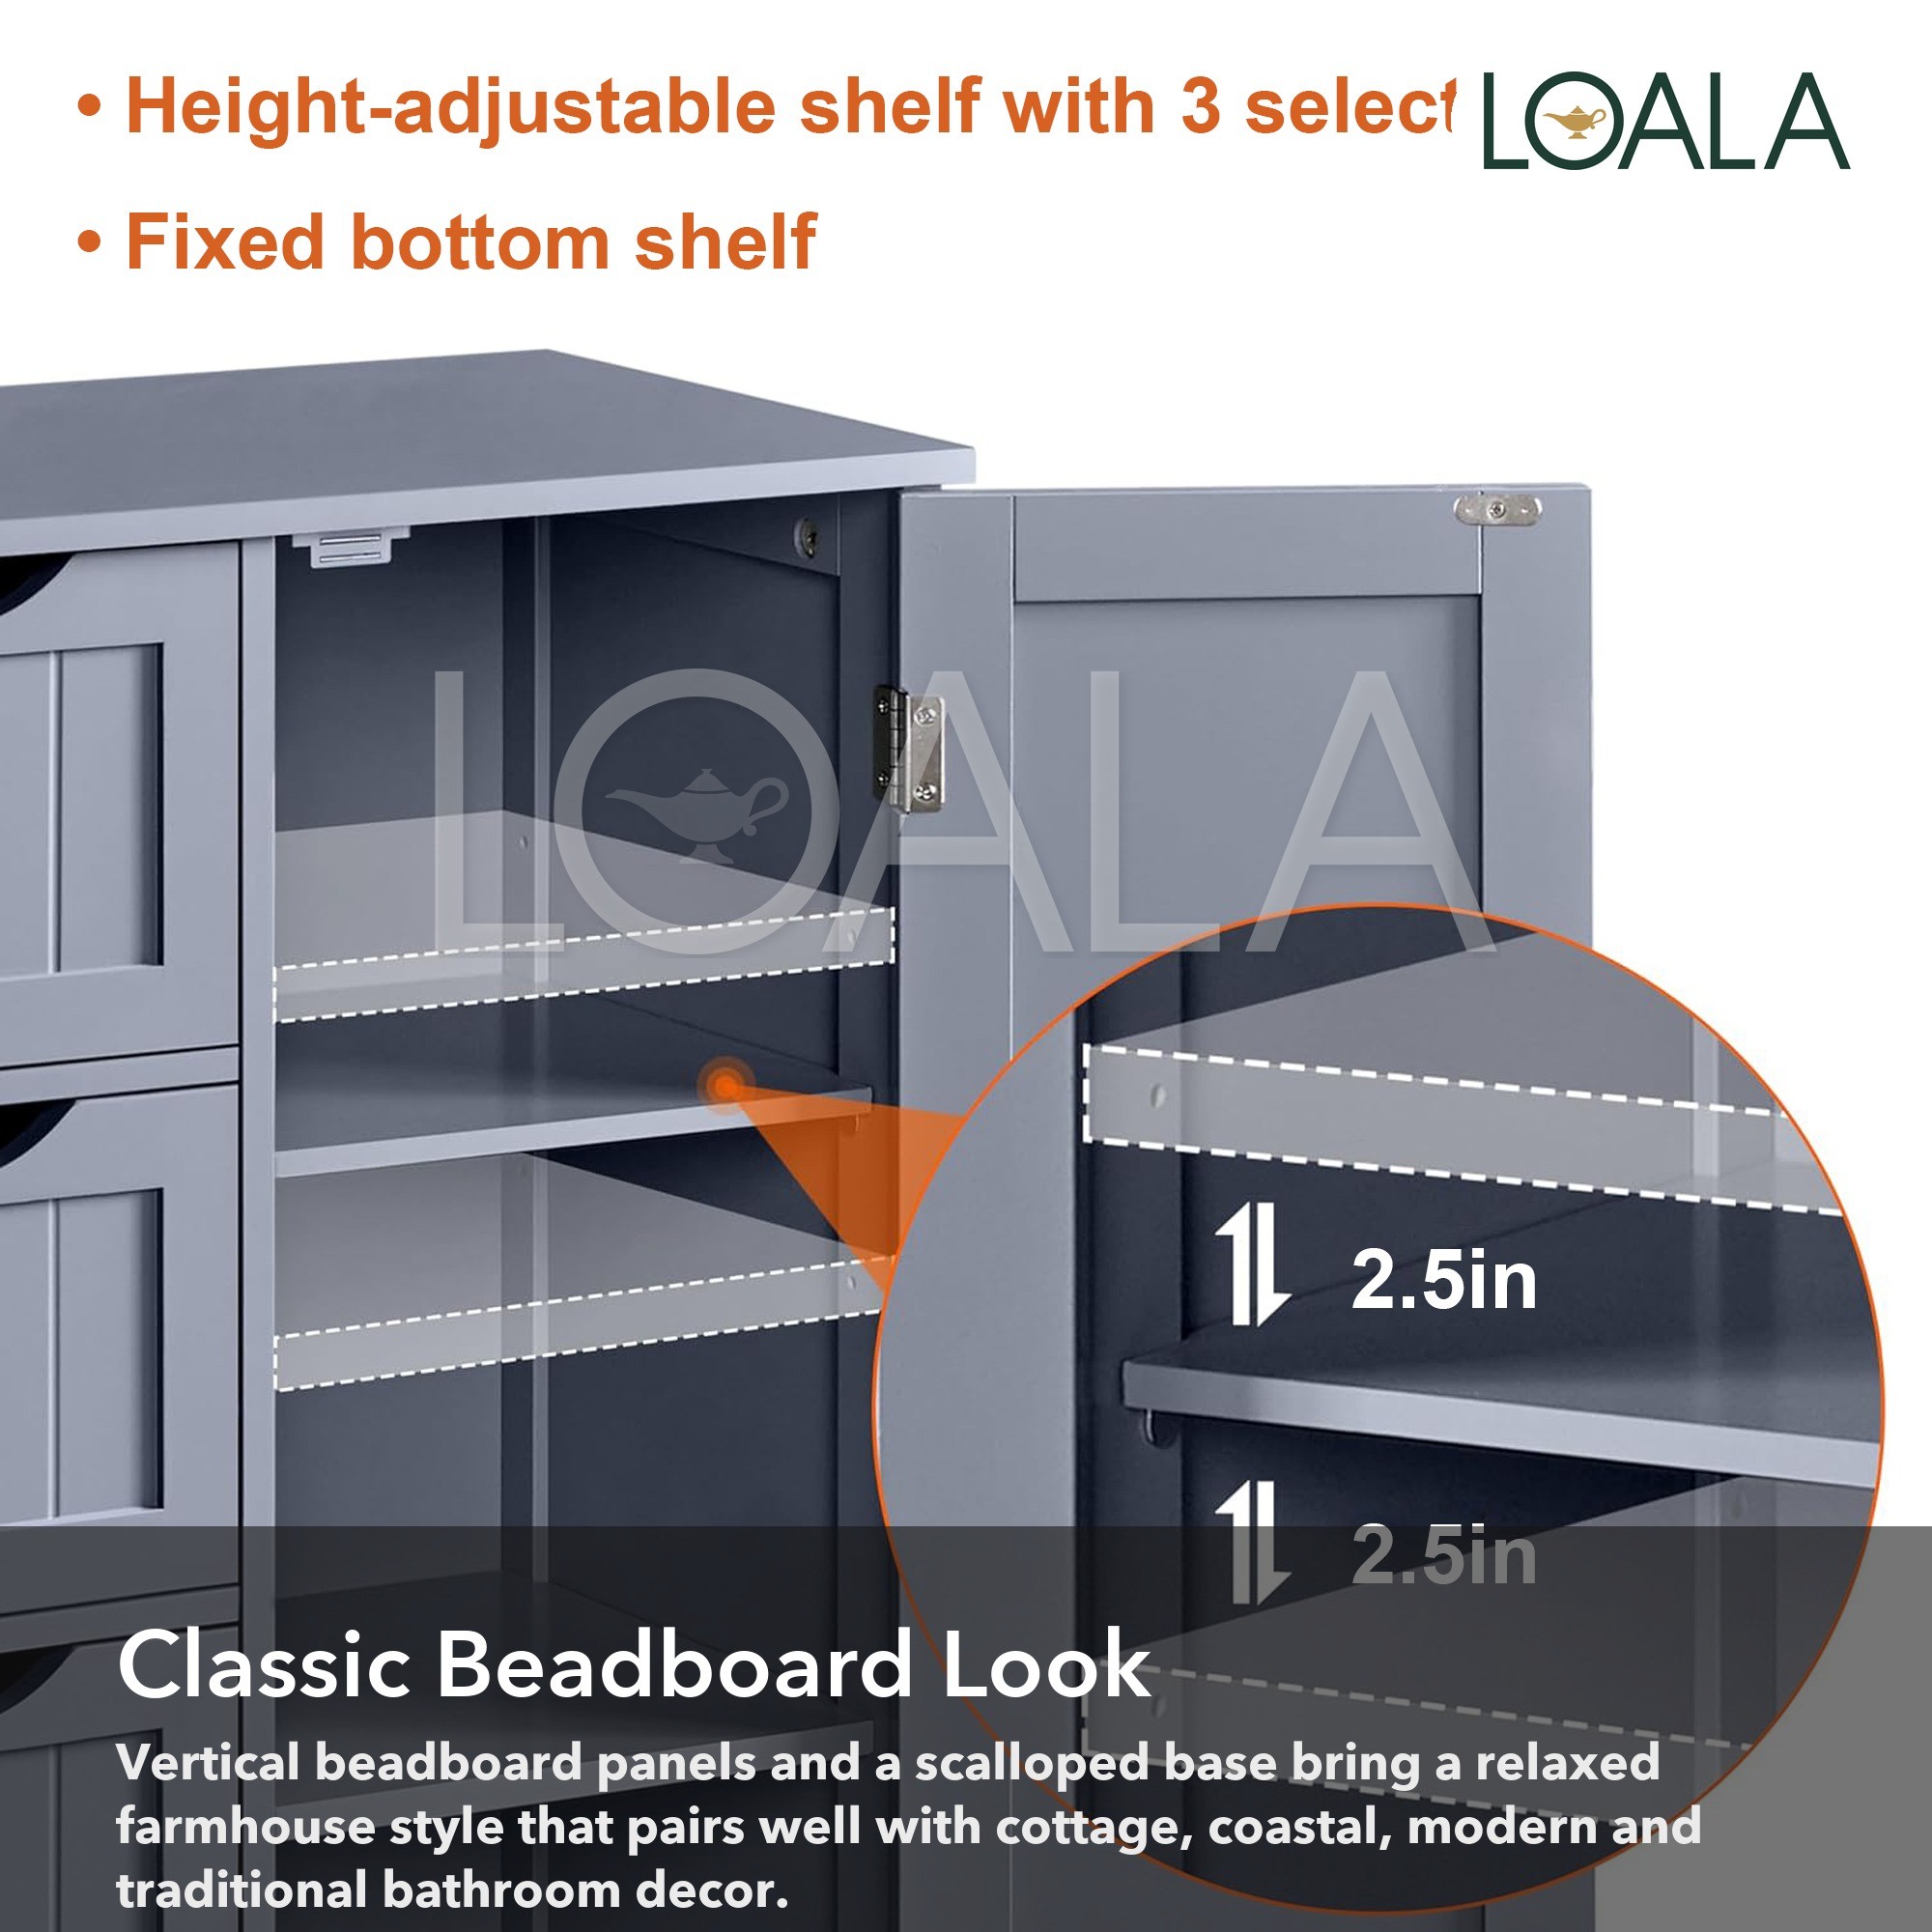 • Height-adjustable shelf with 3 select
LOALA
• Fixed bottom shelf
LOALA
2.5in
2.5in
Classic Beadboard Look
Vertical beadboard panels and a scalloped base bring a relaxed
farmhouse style that pairs well with cottage, coastal, modern and
traditional bathroom decor.